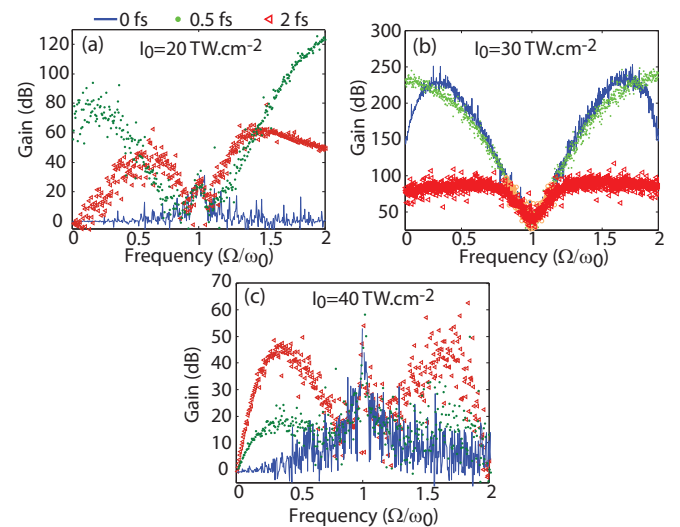 0 fs 0.5 fs 2 fs
(a) I0=20 TW.cm-2
120
100
80
60
40
20
0
Gain (dB)
0 0.5 1 1.5 2
Frequency (Ω/ω0)
(b) I0=30 TW.cm-2
300
250
200
150
100
50
Gain (dB)
0 0.5 1 1.5 2
Frequency (Ω/ω0)
(c) I0=40 TW.cm-2
70
60
50
40
30
20
10
0
Gain (dB)
0 0.5 1 1.5 2
Frequency (Ω/ω0)